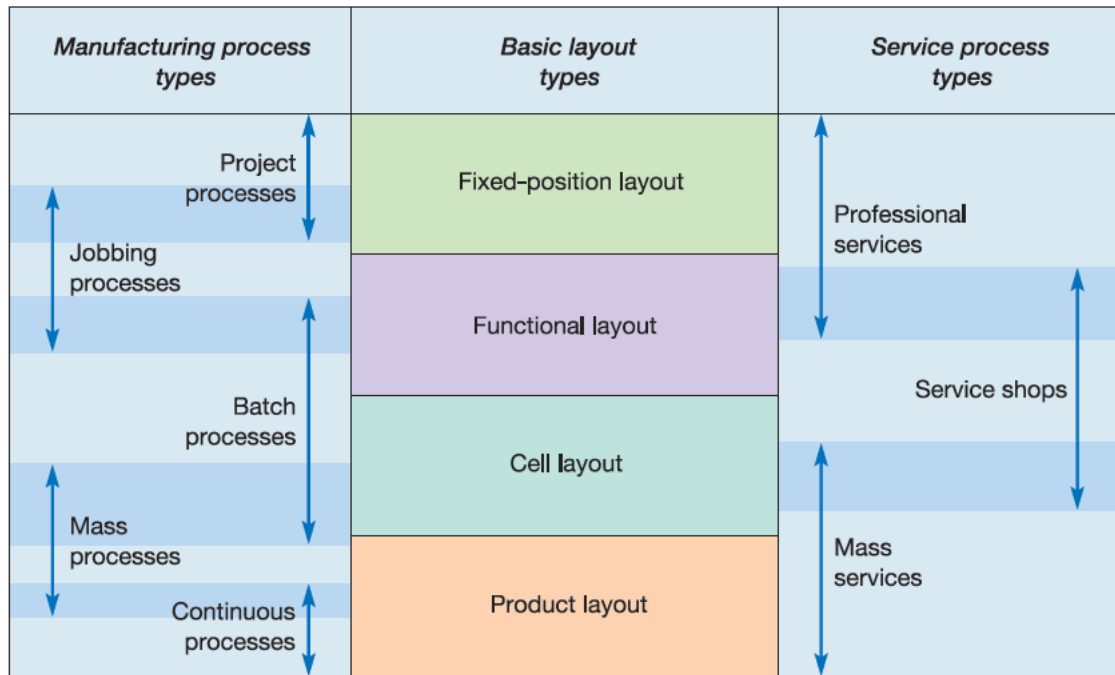 Manufacturing process
types
Basic layout
types
Service process
types
Project
processes
Jobbing
processes
Batch
processes
Mass
processes
Continuous
processes
Fixed-position layout
Functional layout
Cell layout
Product layout
Professional
services
Service shops
Mass
services